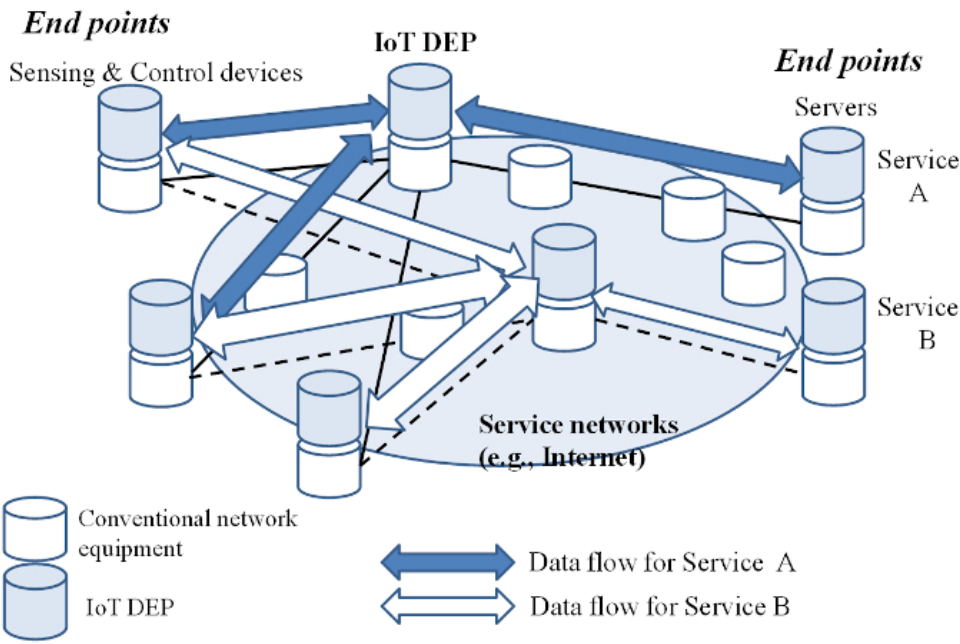 End points
Sensing & Control devices
IoT DEP
End points
Servers
Service
A
Service
B
Service networks
(e.g., Internet)
Conventional network
equipment
IoT DEP
Data flow for Service A
Data flow for Service B